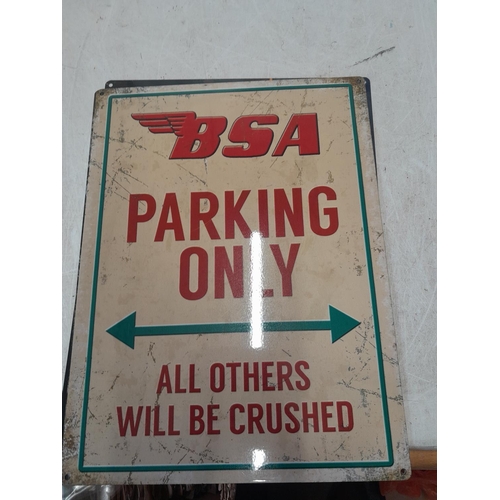 BSA
PARKING
ONLY
ALL OTHERS
WILL BE CRUSHED